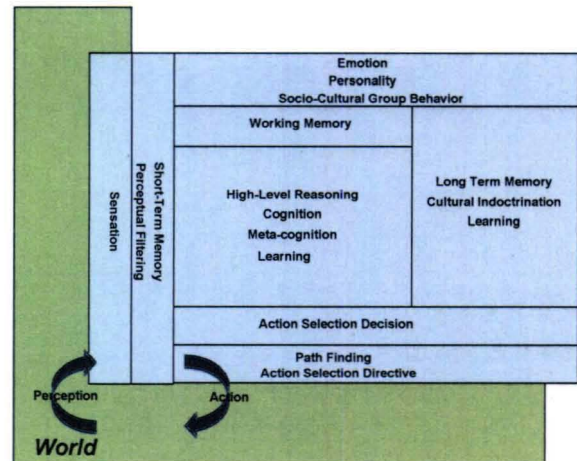 Emotion
Personality
Socio-Cultural Group Behavior
Sensation
Short-Term Memory
Perceptual Filtering
Working Memory
High-Level Reasoning
Cognition
Meta-cognition
Learning
Long Term Memory
Cultural Indoctrination
Learning
Action Selection Decision
Path Finding
Action Selection Directive
Perception
Action
World